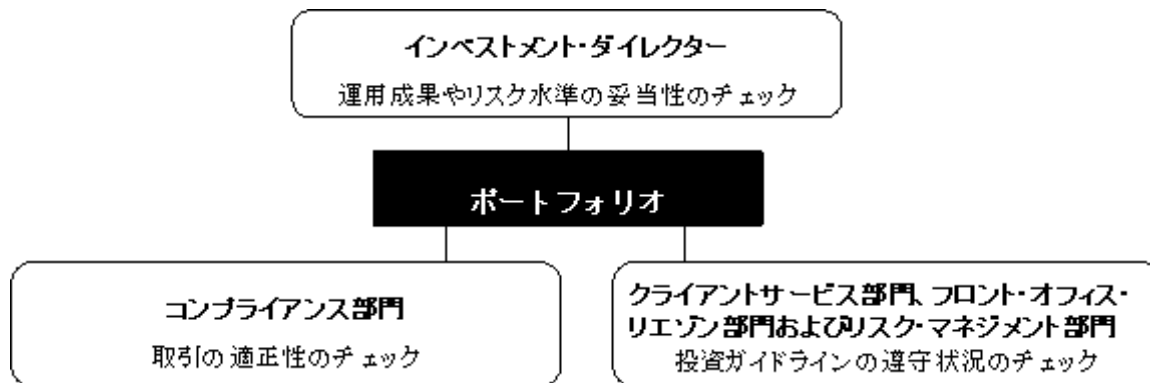 インベストメント・ダイレクター
運用成果やリスク水準の妥当性のチェック
ポートフォリオ
コンプライアンス部門
取引の適正性のチェック
クライアントサービス部門、フロント・オフィス・
リエゾン部門およびリスク・マネジメント部門
投資ガイドラインの遵守状況のチェック